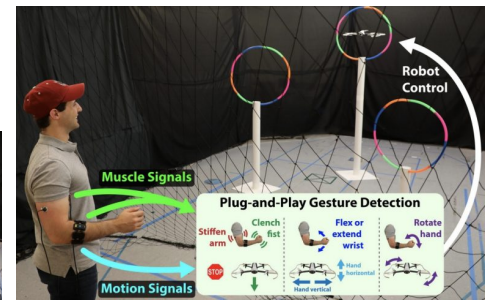 Robot
Control
Muscle Signals
Plug-and-Play Gesture Detection
Stiffen
arm
Clench
fist
Flex or
extend
wrist
Rotate
hand
STOP
Hand
horizontal
Hand vertical
Motion Signals